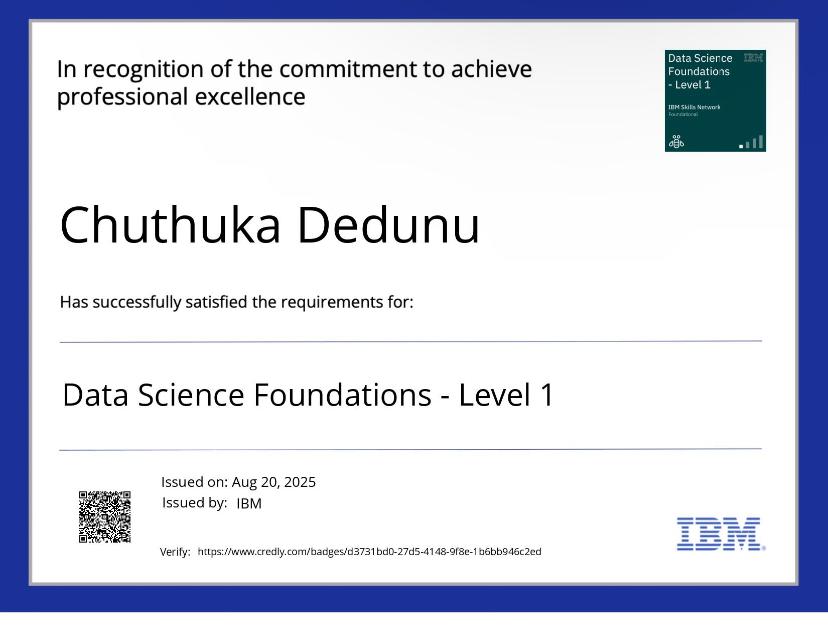 In recognition of the commitment to achieve
professional excellence
Data Science
Foundations
- Level 1
IBM
IBM Skills Network
Foundational
Chuthuka Dedunu
Has successfully satisfied the requirements for:
Data Science Foundations - Level 1
Issued on: Aug 20, 2025
Issued by: IBM
Verify: https://www.credly.com/badges/d3731bd0-27d5-4148-9f8e-1b6bb946c2ed
IBM®